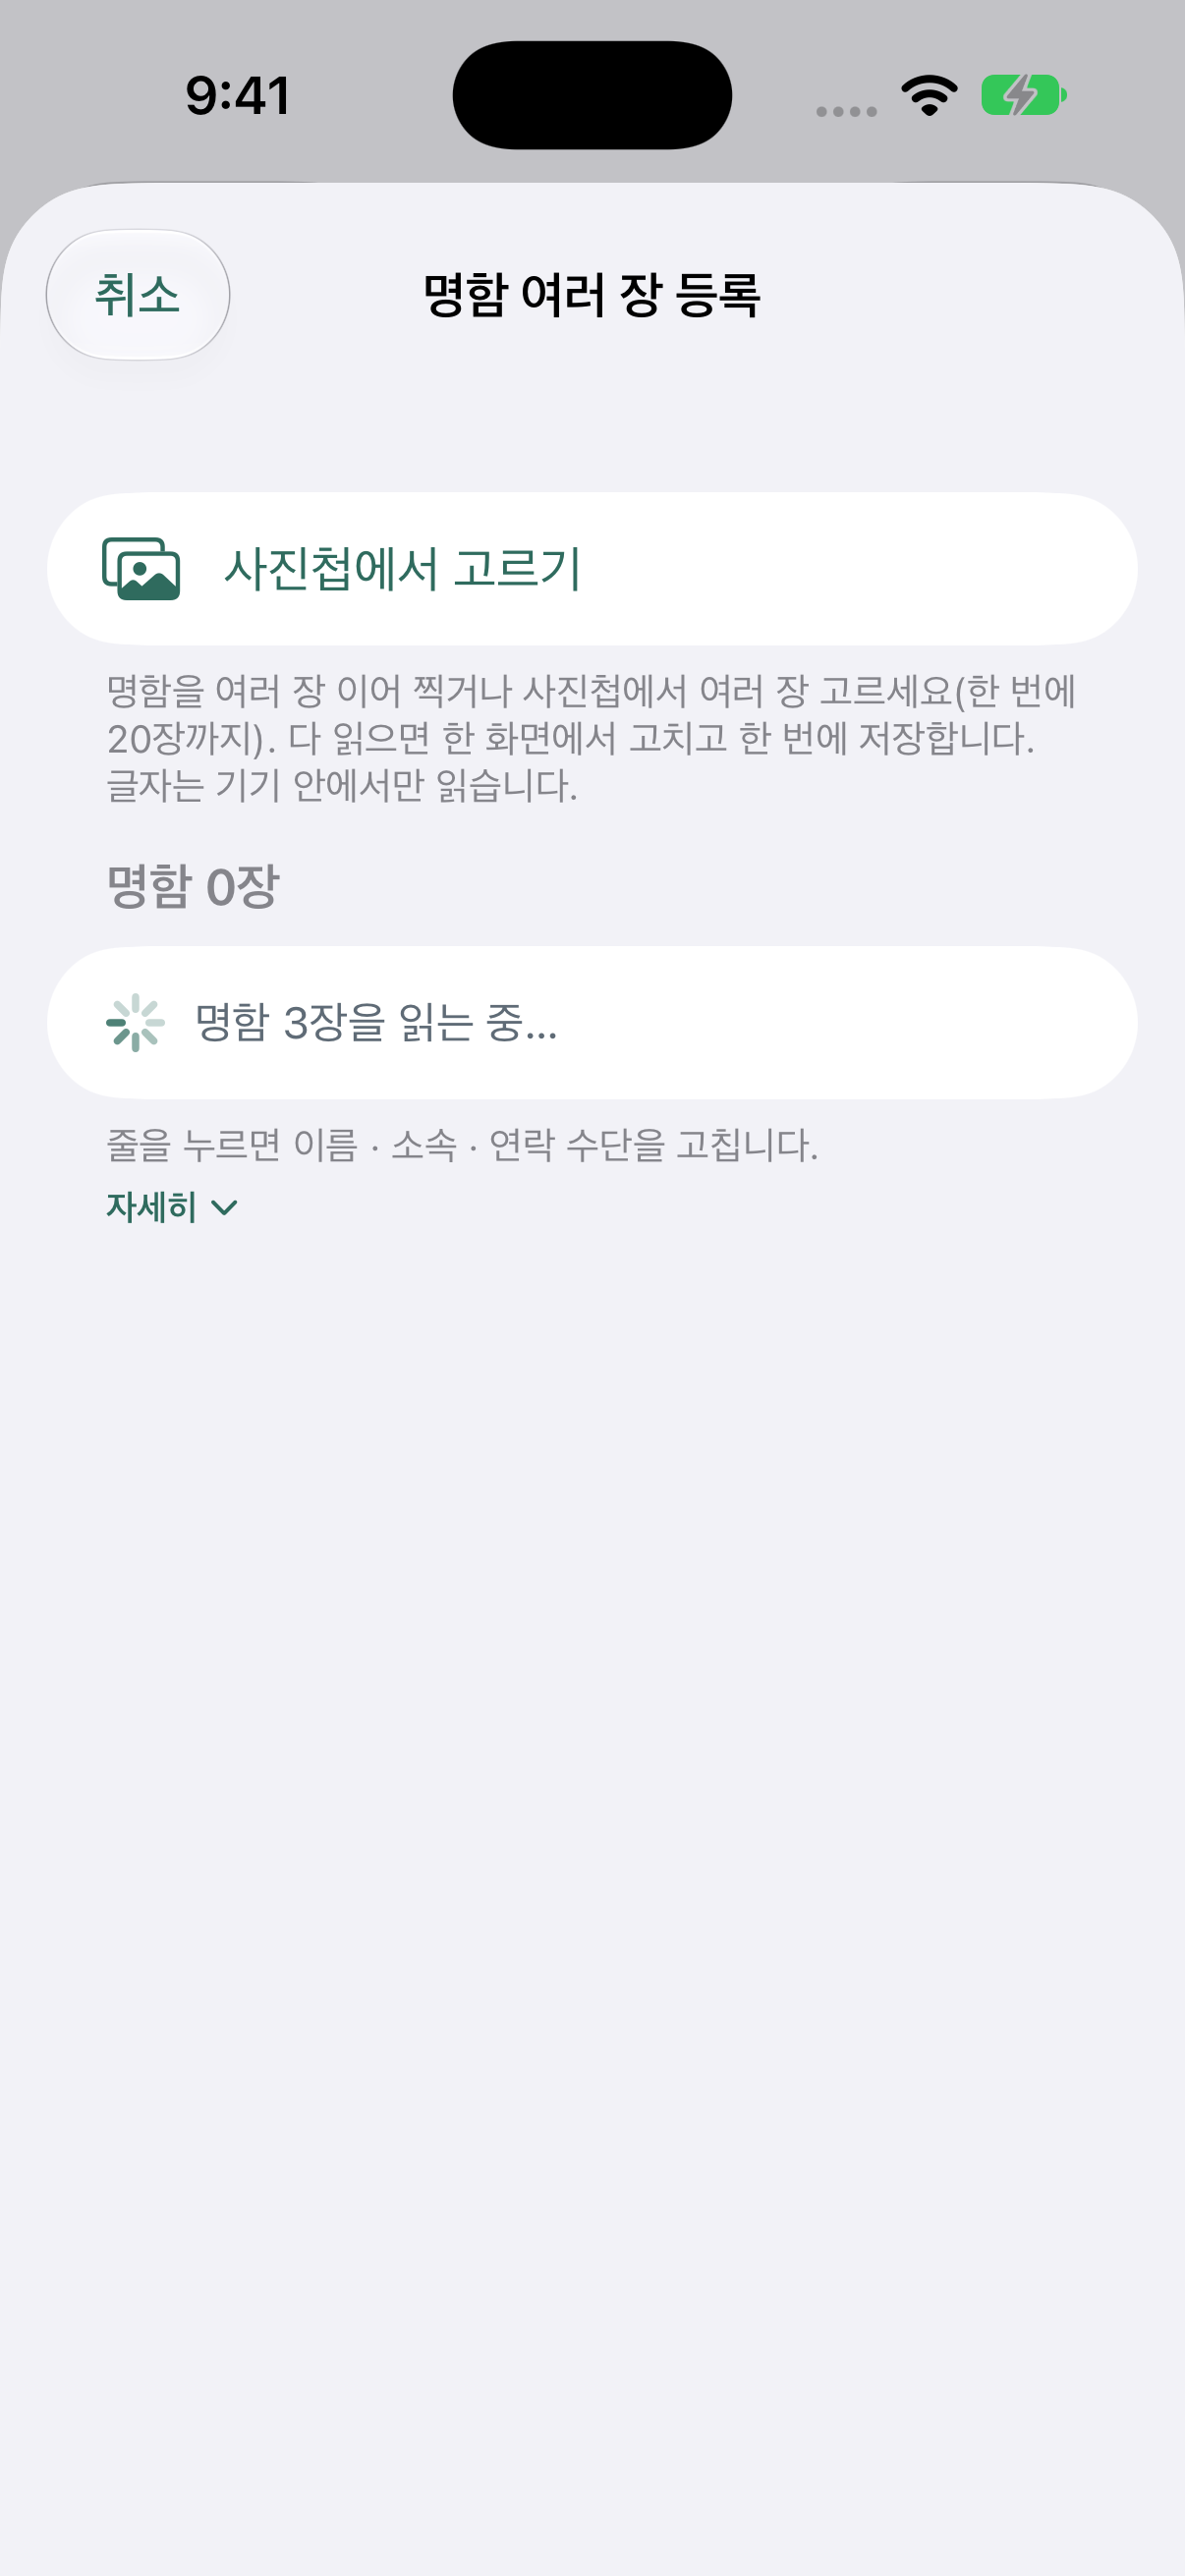 9:41
취소
명함 여러 장 등록
사진첩에서 고르기
명함을 여러 장 이어 찍거나 사진첩에서 여러 장 고르세요(한 번에
20장까지). 다 읽으면 한 화면에서 고치고 한 번에 저장합니다.
글자는 기기 안에서만 읽습니다.
명함 0장
명함 3장을 읽는 중...
줄을 누르면 이름 · 소속 · 연락 수단을 고칩니다.
자세히